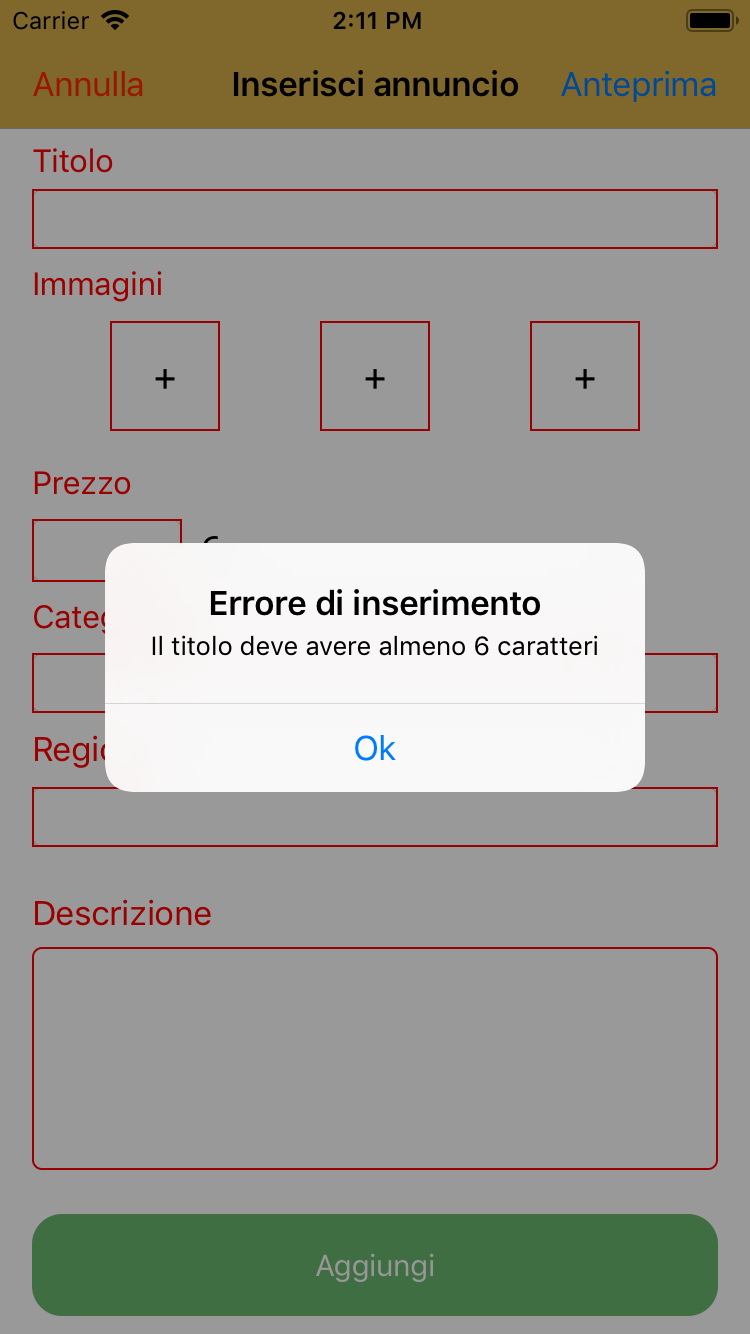 Carrier 2:11 PM
Annulla Inserisci annuncio Anteprima
Titolo
Immagini
+ + +
Prezzo
Errore di inserimento
Il titolo deve avere almeno 6 caratteri
Ok
Descrizione
Aggiungi